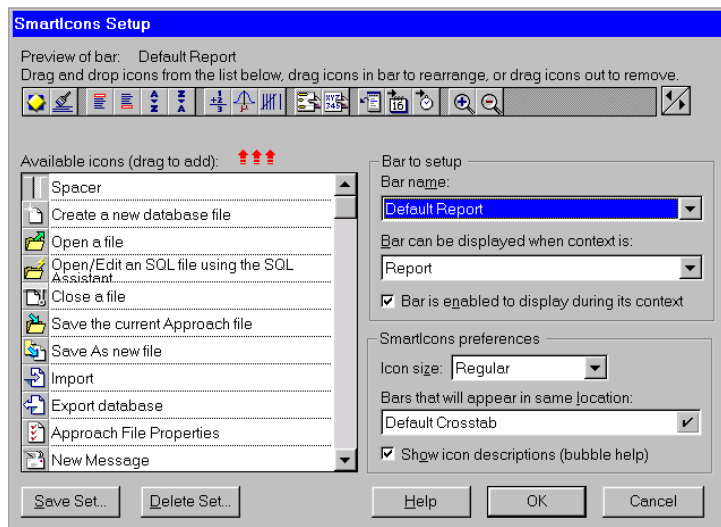 SmartIcons Setup
Preview of bar: Default Report
Drag and drop icons from the list below, drag icons in bar to rearrange, or drag icons out to remove.
Available icons (drag to add):
Spacer
Create a new database file
Open a file
Open/Edit an SQL file using the SQL
Assistant
Close a file
Save the current Approach file
Save As new file
Import
Export database
Approach File Properties
New Message
Bar to setup
Bar name:
Default Report
Bar can be displayed when context is:
Report
Bar is enabled to display during its context
SmartIcons preferences
Icon size: Regular
Bars that will appear in same location:
Default Crosstab
Show icon descriptions (bubble help)
Save Set... Delete Set... Help OK Cancel